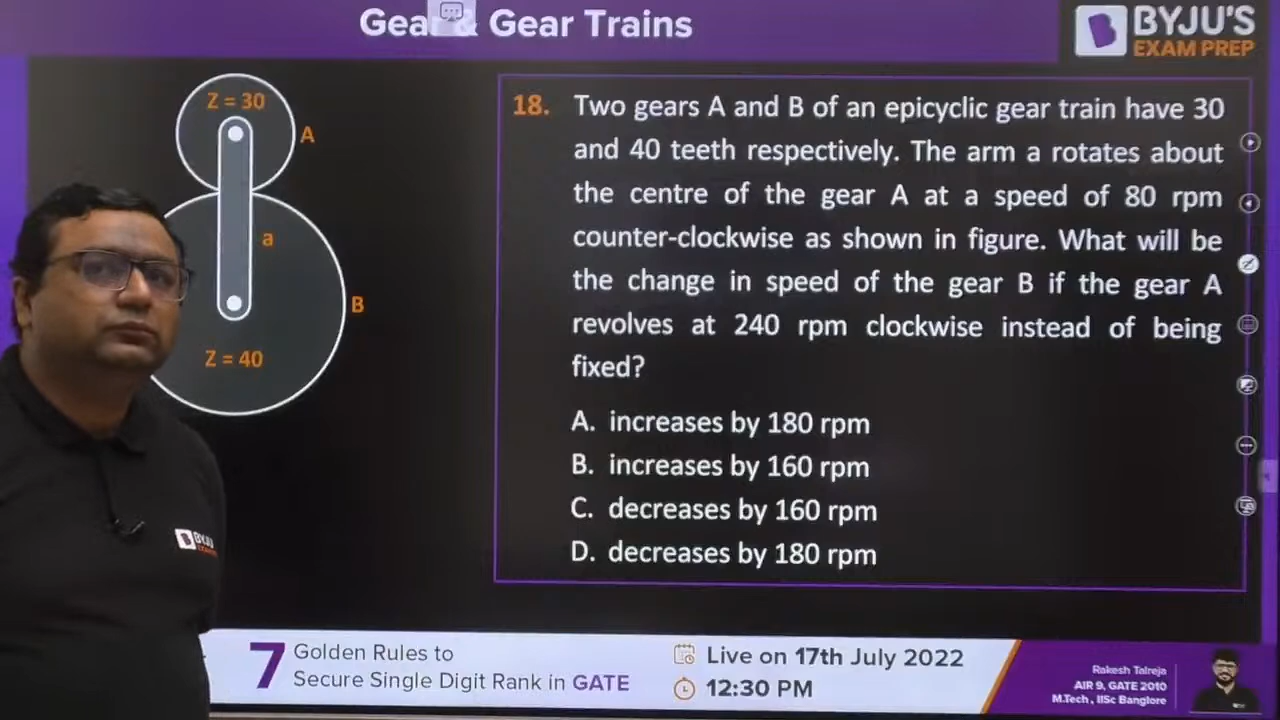 Gear & Gear Trains
BYJU'S
EXAM PREP
Z = 30
A
a
B
Z = 40
18. Two gears A and B of an epicyclic gear train have 30
and 40 teeth respectively. The arm a rotates about
the centre of the gear A at a speed of 80 rpm
counter-clockwise as shown in figure. What will be
the change in speed of the gear B if the gear A
revolves at 240 rpm clockwise instead of being
fixed?
A. increases by 180 rpm
B. increases by 160 rpm
C. decreases by 160 rpm
D. decreases by 180 rpm
7 Golden Rules to
Secure Single Digit Rank in GATE
Live on 17th July 2022
12:30 PM
Rakesh Talreja
AIR 9, GATE 2010
M.Tech, IISc Banglore